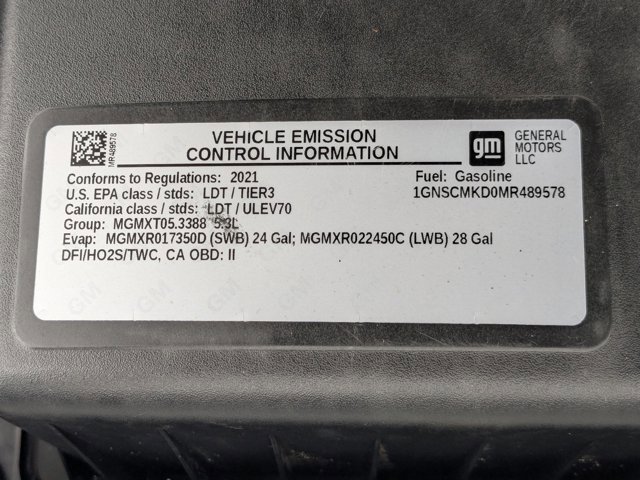 VEHICLE EMISSION
CONTROL INFORMATION
MR489578
gm
GENERAL
MOTORS
LLC
Conforms to Regulations: 2021
Fuel: Gasoline
U.S. EPA class / stds: LDT / TIER3
1GNSCMKD0MR489578
California class / stds: LDT / ULEV70
Group: MGMXT05.3388 5.3L
Evap: MGMXR017350D (SWB) 24 Gal; MGMXR022450C (LWB) 28 Gal
DFI/HO2S/TWC, CA OBD: II